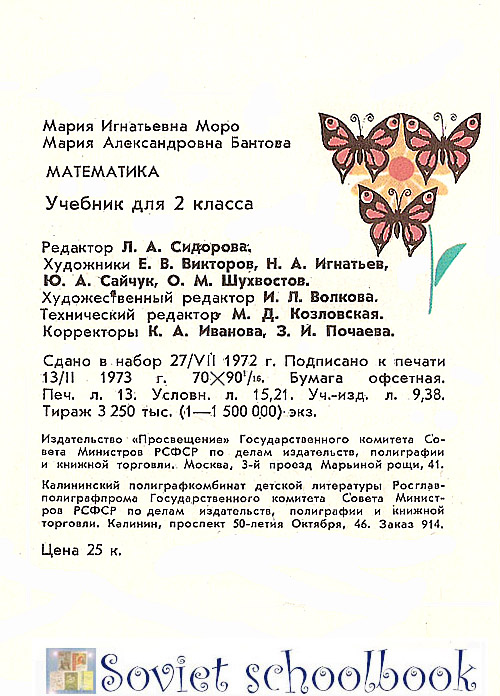 Мария Игнатьевна Моро
Мария Александровна Бантова
МАТЕМАТИКА
Учебник для 2 класса
Редактор Л. А. Сидорова.
Художники Е. В. Викторов, Н. А. Игнатьев,
Ю. А. Сайчук, О. М. Шухвостов.
Художественный редактор И. Л. Волкова.
Технический редактор М. Д. Козловская.
Корректоры К. А. Иванова, З. И. Почаева.
Сдано в набор 27/VII 1972 г. Подписано к печати
13/II 1973 г. 70×90¹/₁₆. Бумага офсетная.
Печ. л. 13. Условн. л. 15,21. Уч.-изд. л. 9,38.
Тираж 3 250 тыс. (1—1 500 000) экз.
Издательство «Просвещение» Государственного комитета Со-
вета Министров РСФСР по делам издательств, полиграфии
и книжной торговли. Москва, 3-й проезд Марьиной рощи, 41.
Калининский полиграфкомбинат детской литературы Росглав-
полиграфпрома Государственного комитета Совета Минист-
ров РСФСР по делам издательств, полиграфии и книжной
торговли. Калинин, проспект 50-летия Октября, 46. Заказ 914.
Цена 25 к.
Soviet schoolbook